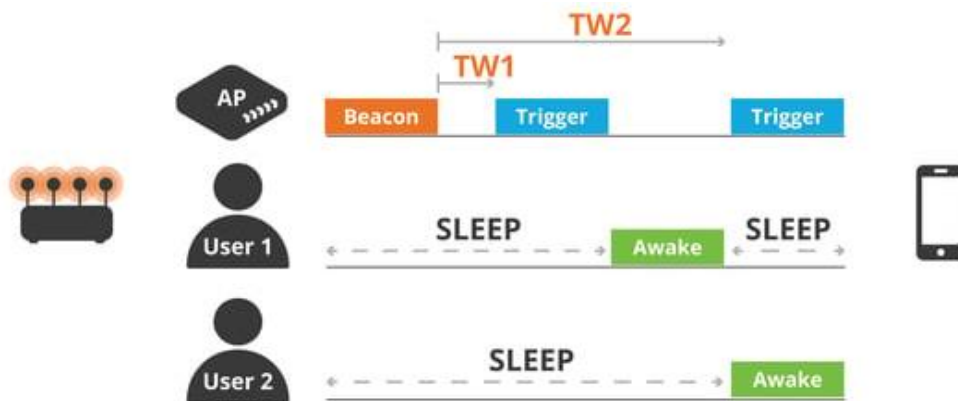 TW2
TW1
AP
Beacon
Trigger
Trigger
User 1
SLEEP
Awake
SLEEP
User 2
SLEEP
Awake